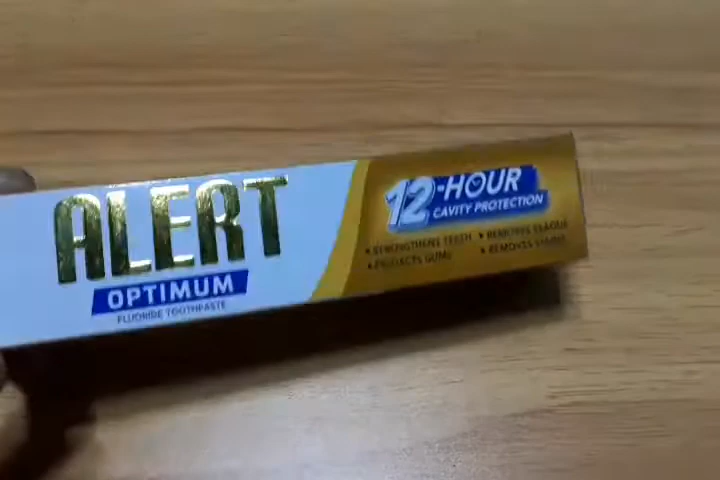 ALERT
OPTIMUM
FLUORIDE TOOTHPASTE
12-HOUR
CAVITY PROTECTION
• STRENGTHENS TEETH
• PROTECTS GUMS
• REMOVES PLAQUE
• REMOVES STAINS